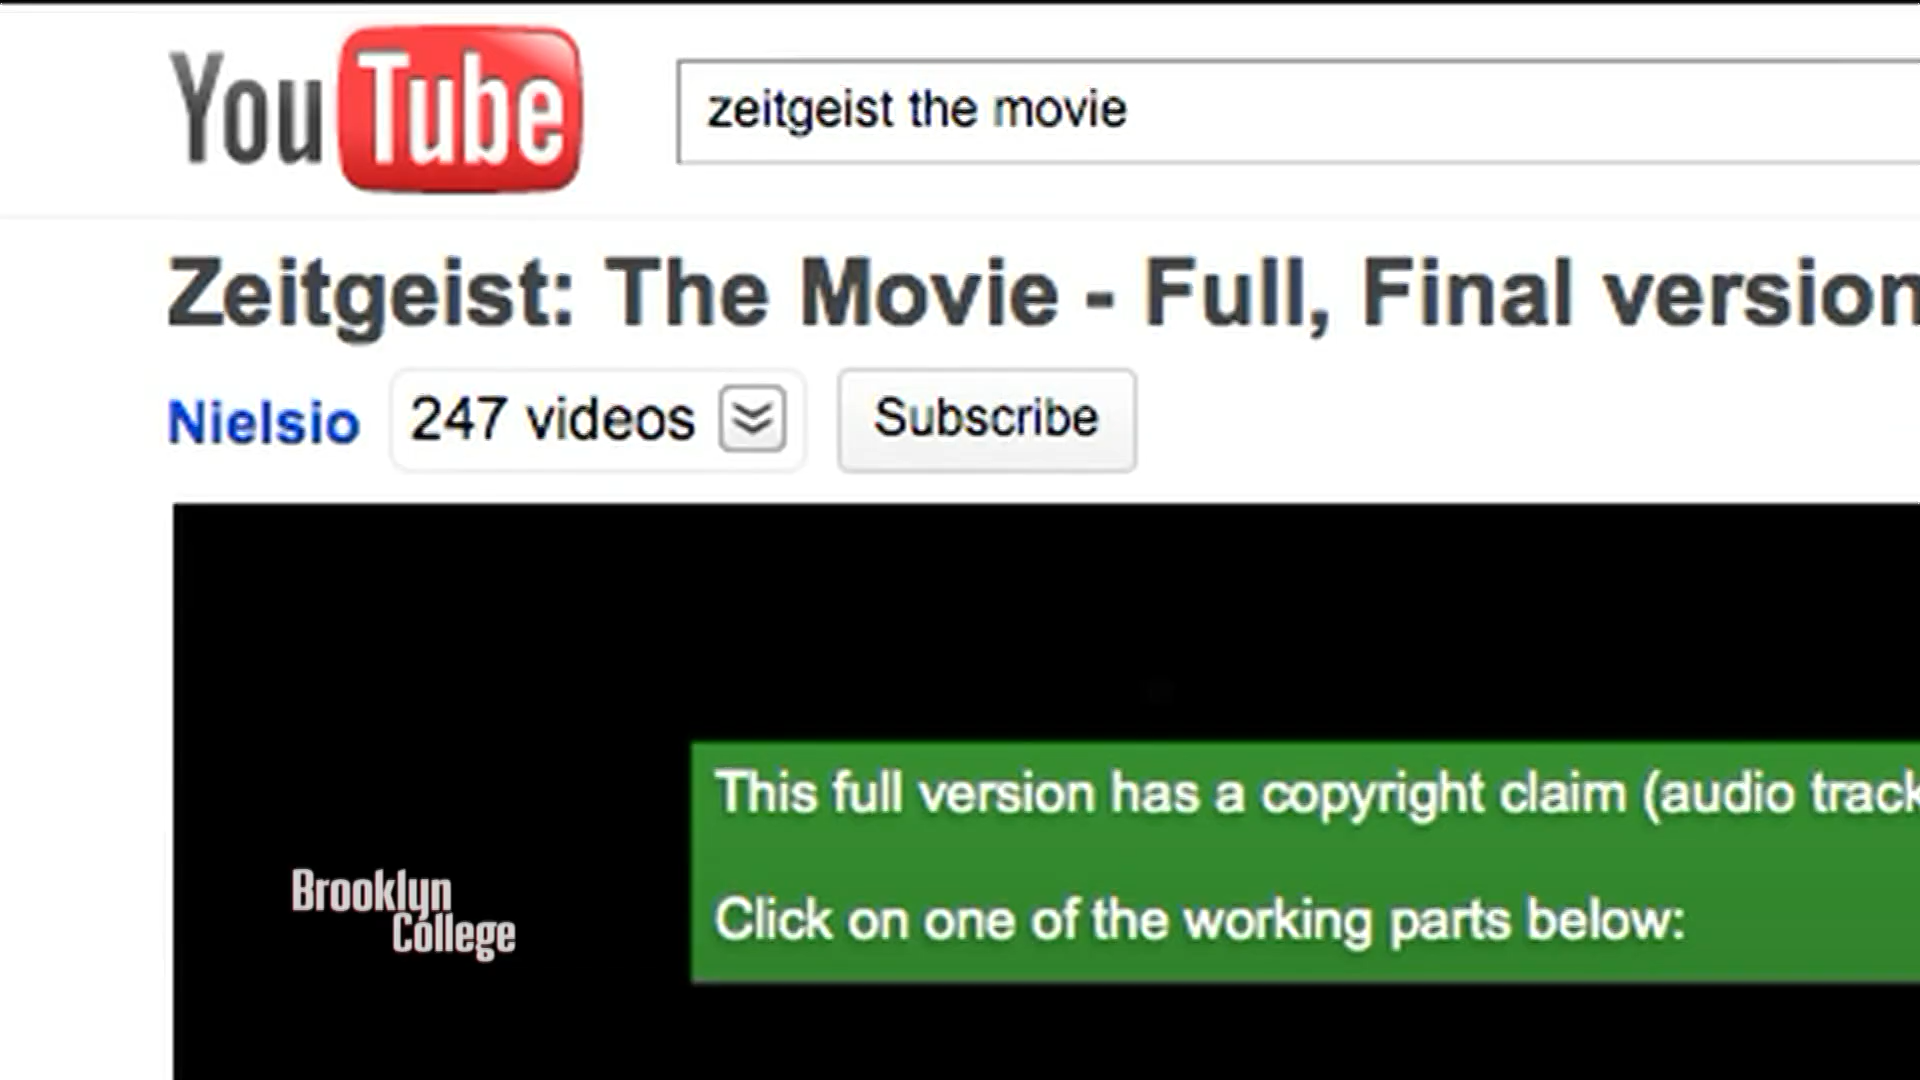 YouTube
zeitgeist the movie
Zeitgeist: The Movie - Full, Final version
Nielsio 247 videos Subscribe
This full version has a copyright claim (audio track
Click on one of the working parts below:
Brooklyn
College